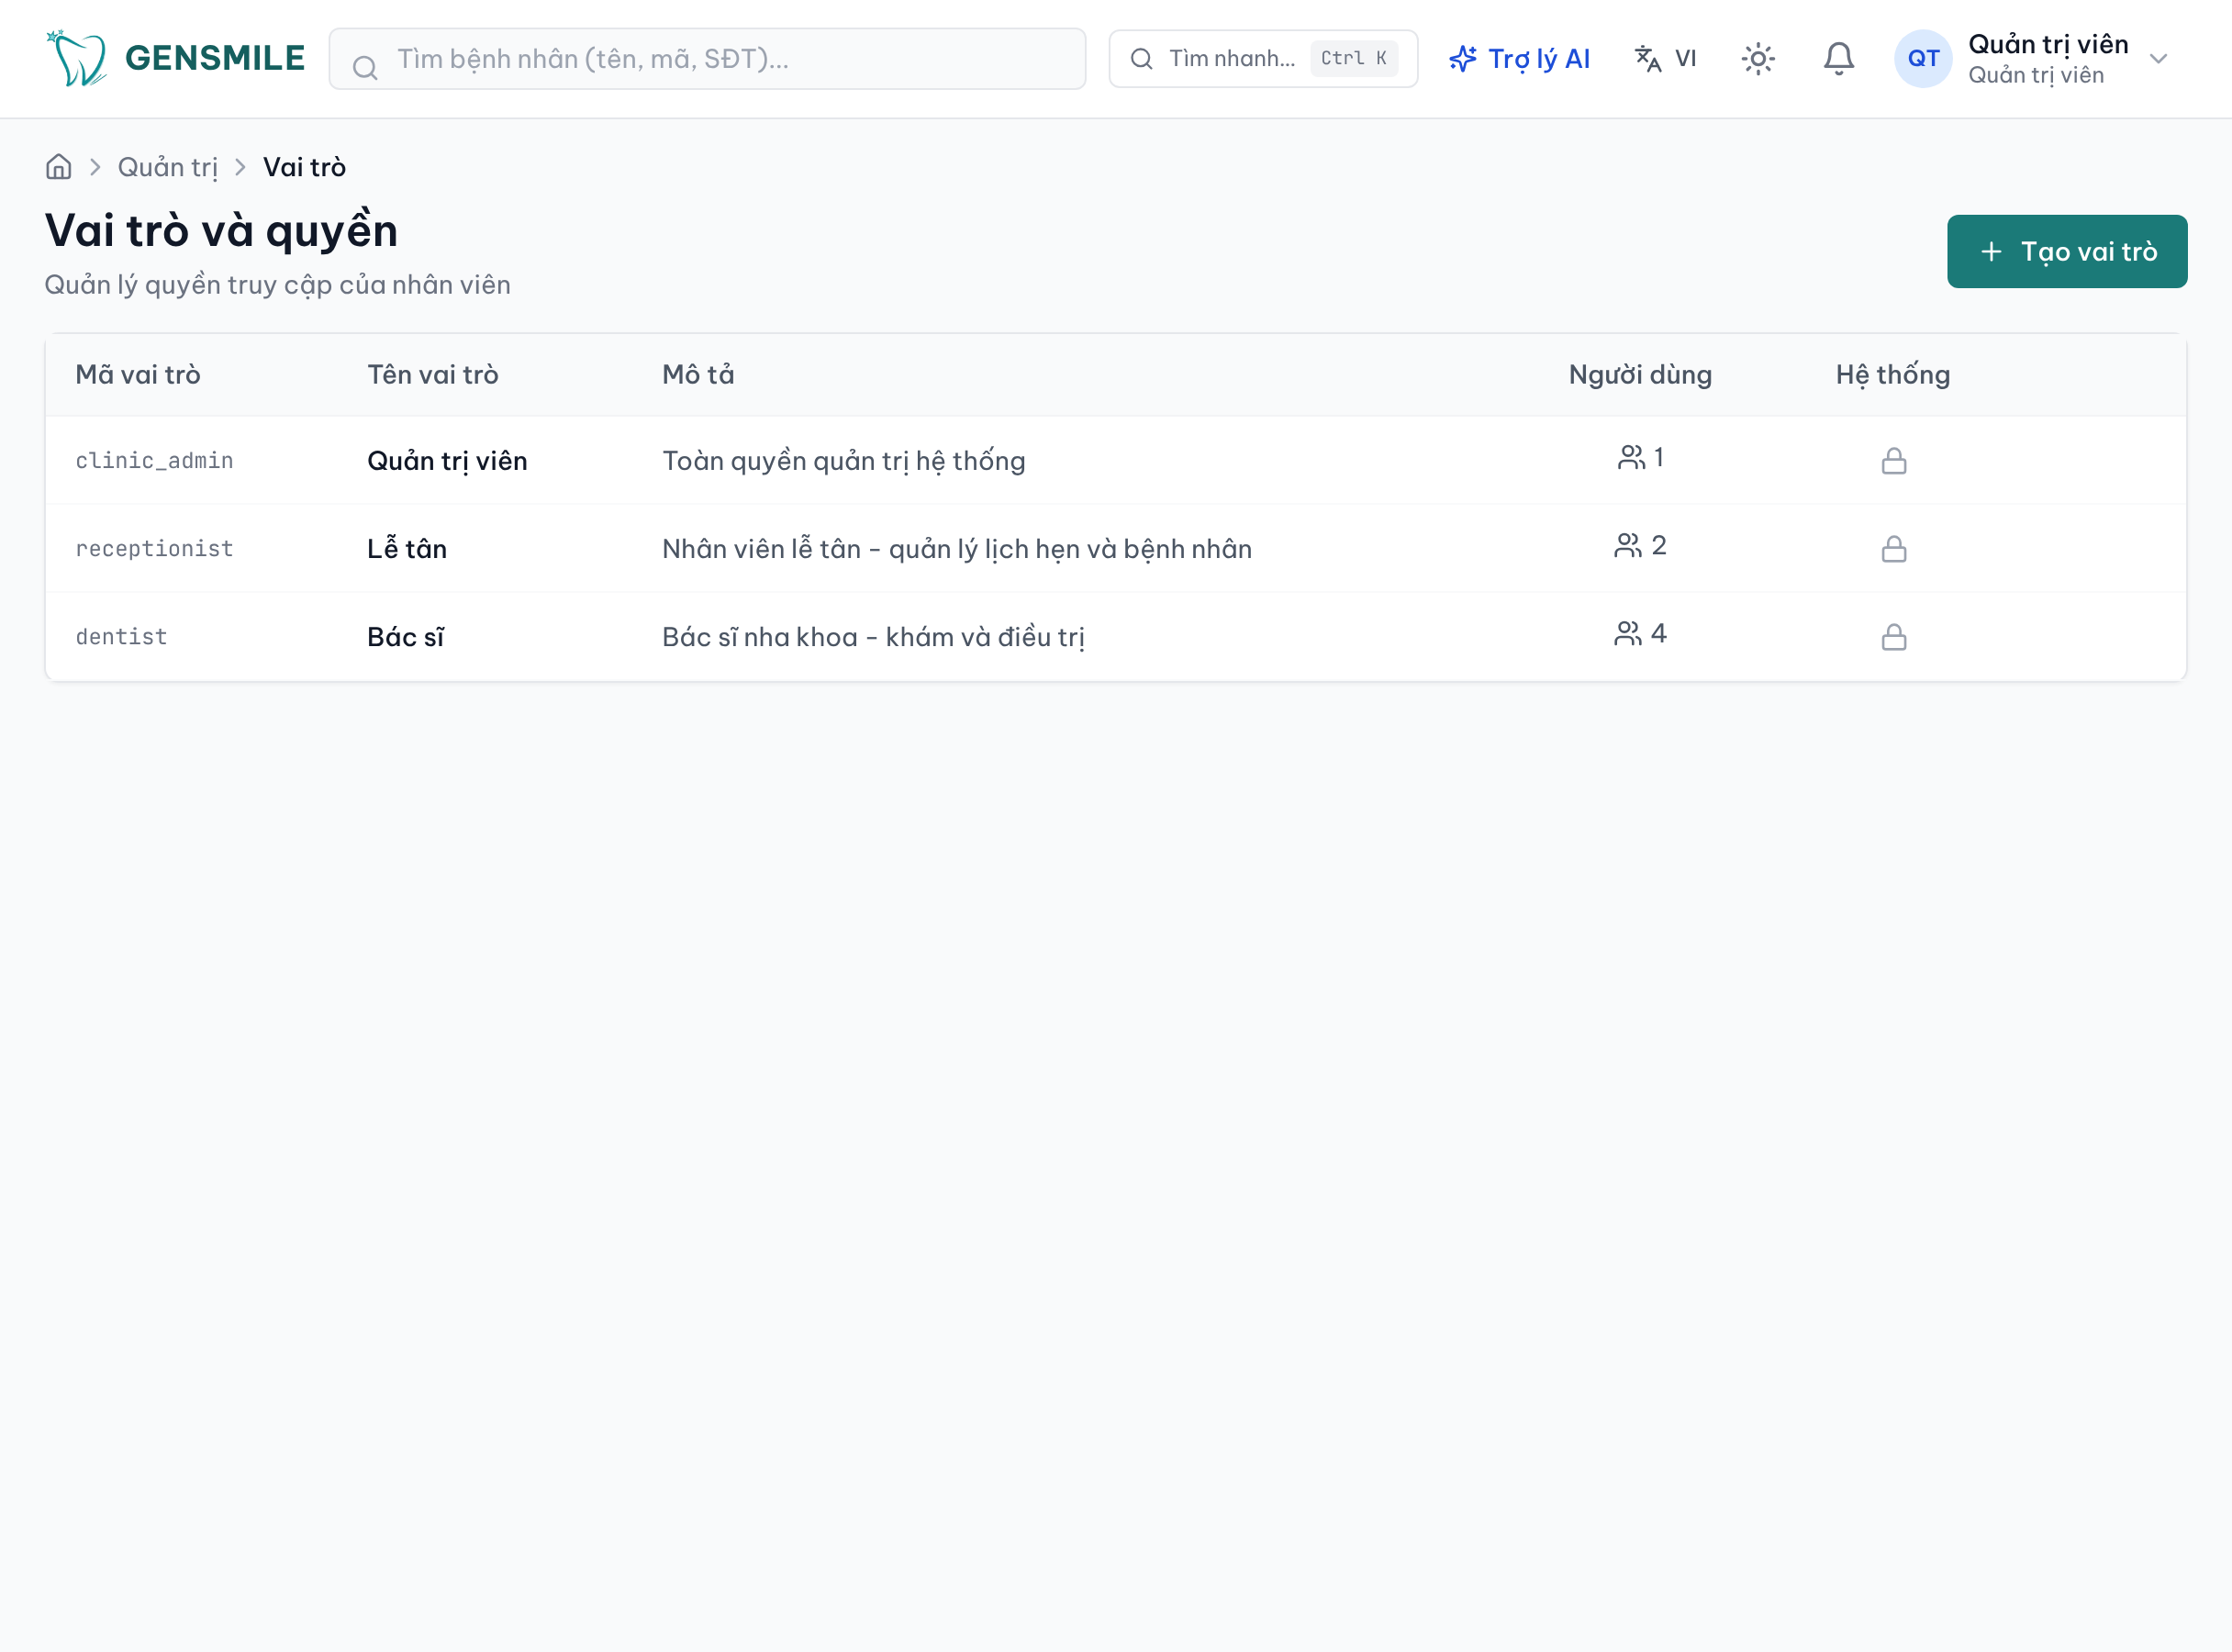 GENSMILE
Tìm bệnh nhân (tên, mã, SĐT)...
Tìm nhanh... Ctrl K
Trợ lý AI
VI
QT
Quản trị viên
Quản trị viên
Quản trị Vai trò
Vai trò và quyền
Quản lý quyền truy cập của nhân viên
+ Tạo vai trò
Mã vai trò Tên vai trò Mô tả Người dùng Hệ thống
clinic_admin Quản trị viên Toàn quyền quản trị hệ thống 1
receptionist Lễ tân Nhân viên lễ tân - quản lý lịch hẹn và bệnh nhân 2
dentist Bác sĩ Bác sĩ nha khoa - khám và điều trị 4